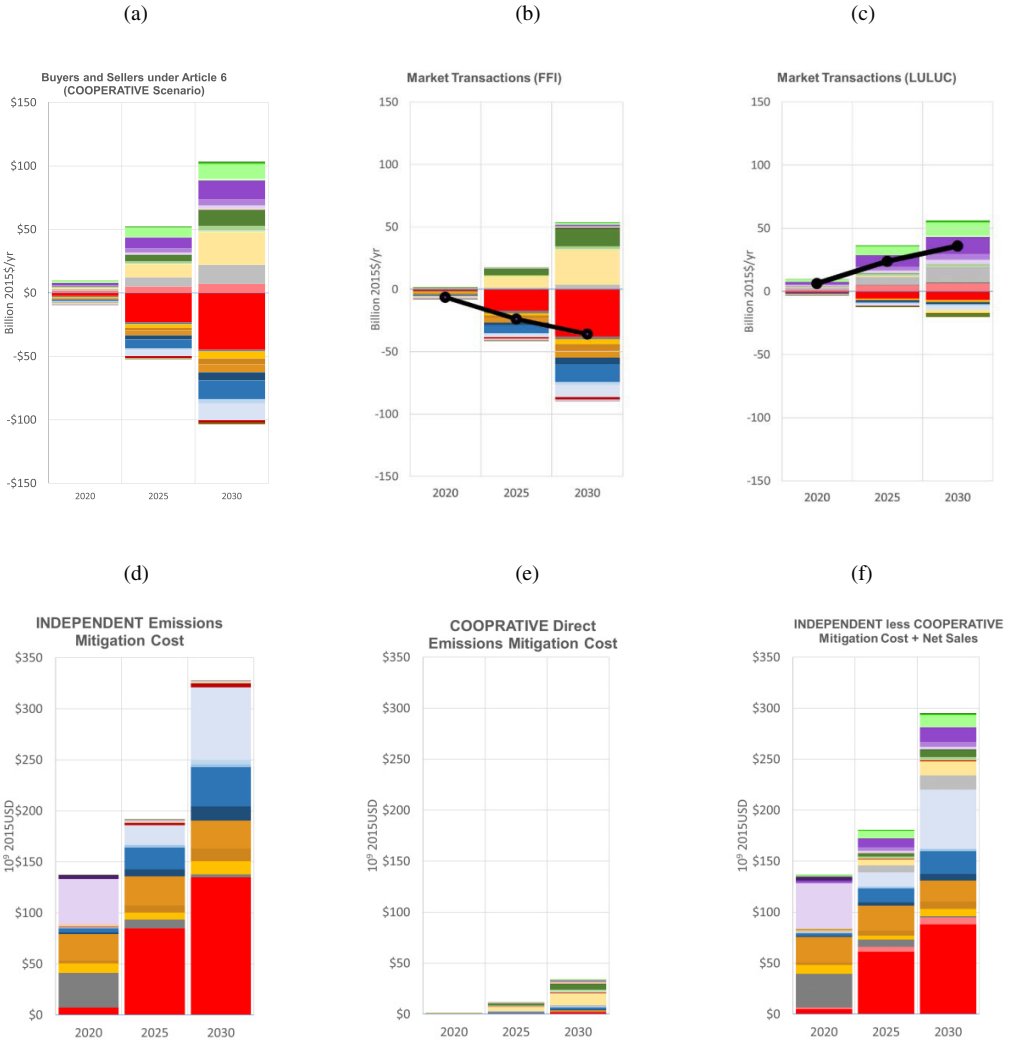 (a)
(b)
(c)
Buyers and Sellers under Article 6
(COOPERATIVE Scenario)
$150
$100
$50
$0
-$50
-$100
-$150
Billion 2015$/yr
2020
2025
2030
Market Transactions (FFI)
150
100
50
0
-50
-100
-150
Billion 2015$/yr
2020
2025
2030
Market Transactions (LULUC)
150
100
50
0
-50
-100
-150
Billion 2015$/yr
2020
2025
2030
(d)
(e)
(f)
INDEPENDENT Emissions
Mitigation Cost
$350
$300
$250
$200
$150
$100
$50
$0
10⁹ 2015USD
2020
2025
2030
COOPRATIVE Direct
Emissions Mitigation Cost
$350
$300
$250
$200
$150
$100
$50
$0
10⁹ 2015USD
2020
2025
2030
INDEPENDENT less COOPERATIVE
Mitigation Cost + Net Sales
$350
$300
$250
$200
$150
$100
$50
$0
10⁹ 2015USD
2020
2025
2030